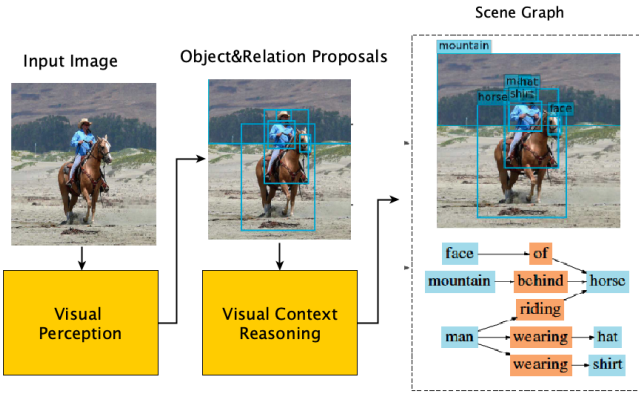 Scene Graph
Input Image
Object&Relation Proposals
mountain
hat
shirt
horse
face
Visual
Perception
Visual Context
Reasoning
face of
mountain behind horse
riding
man wearing hat
wearing shirt